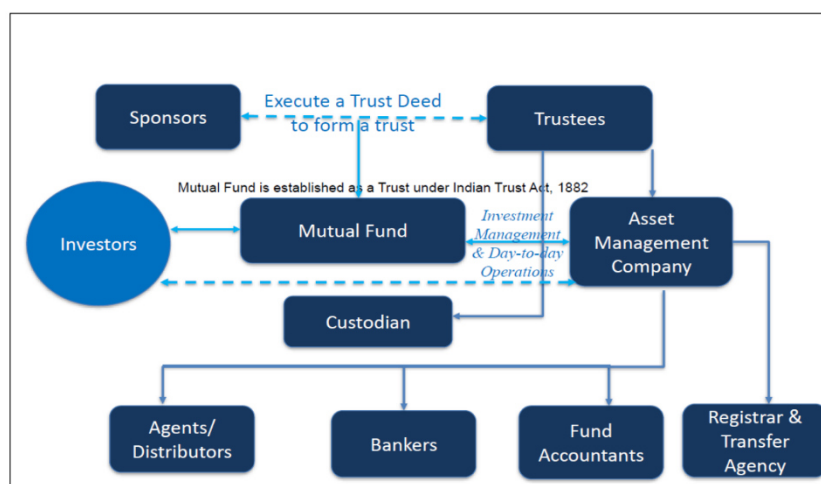 Sponsors
Execute a Trust Deed
to form a trust
Trustees
Mutual Fund is established as a Trust under Indian Trust Act, 1882
Investors
Mutual Fund
Investment
Management
& Day-to-day
Operations
Asset
Management
Company
Custodian
Agents/
Distributors
Bankers
Fund
Accountants
Registrar &
Transfer
Agency